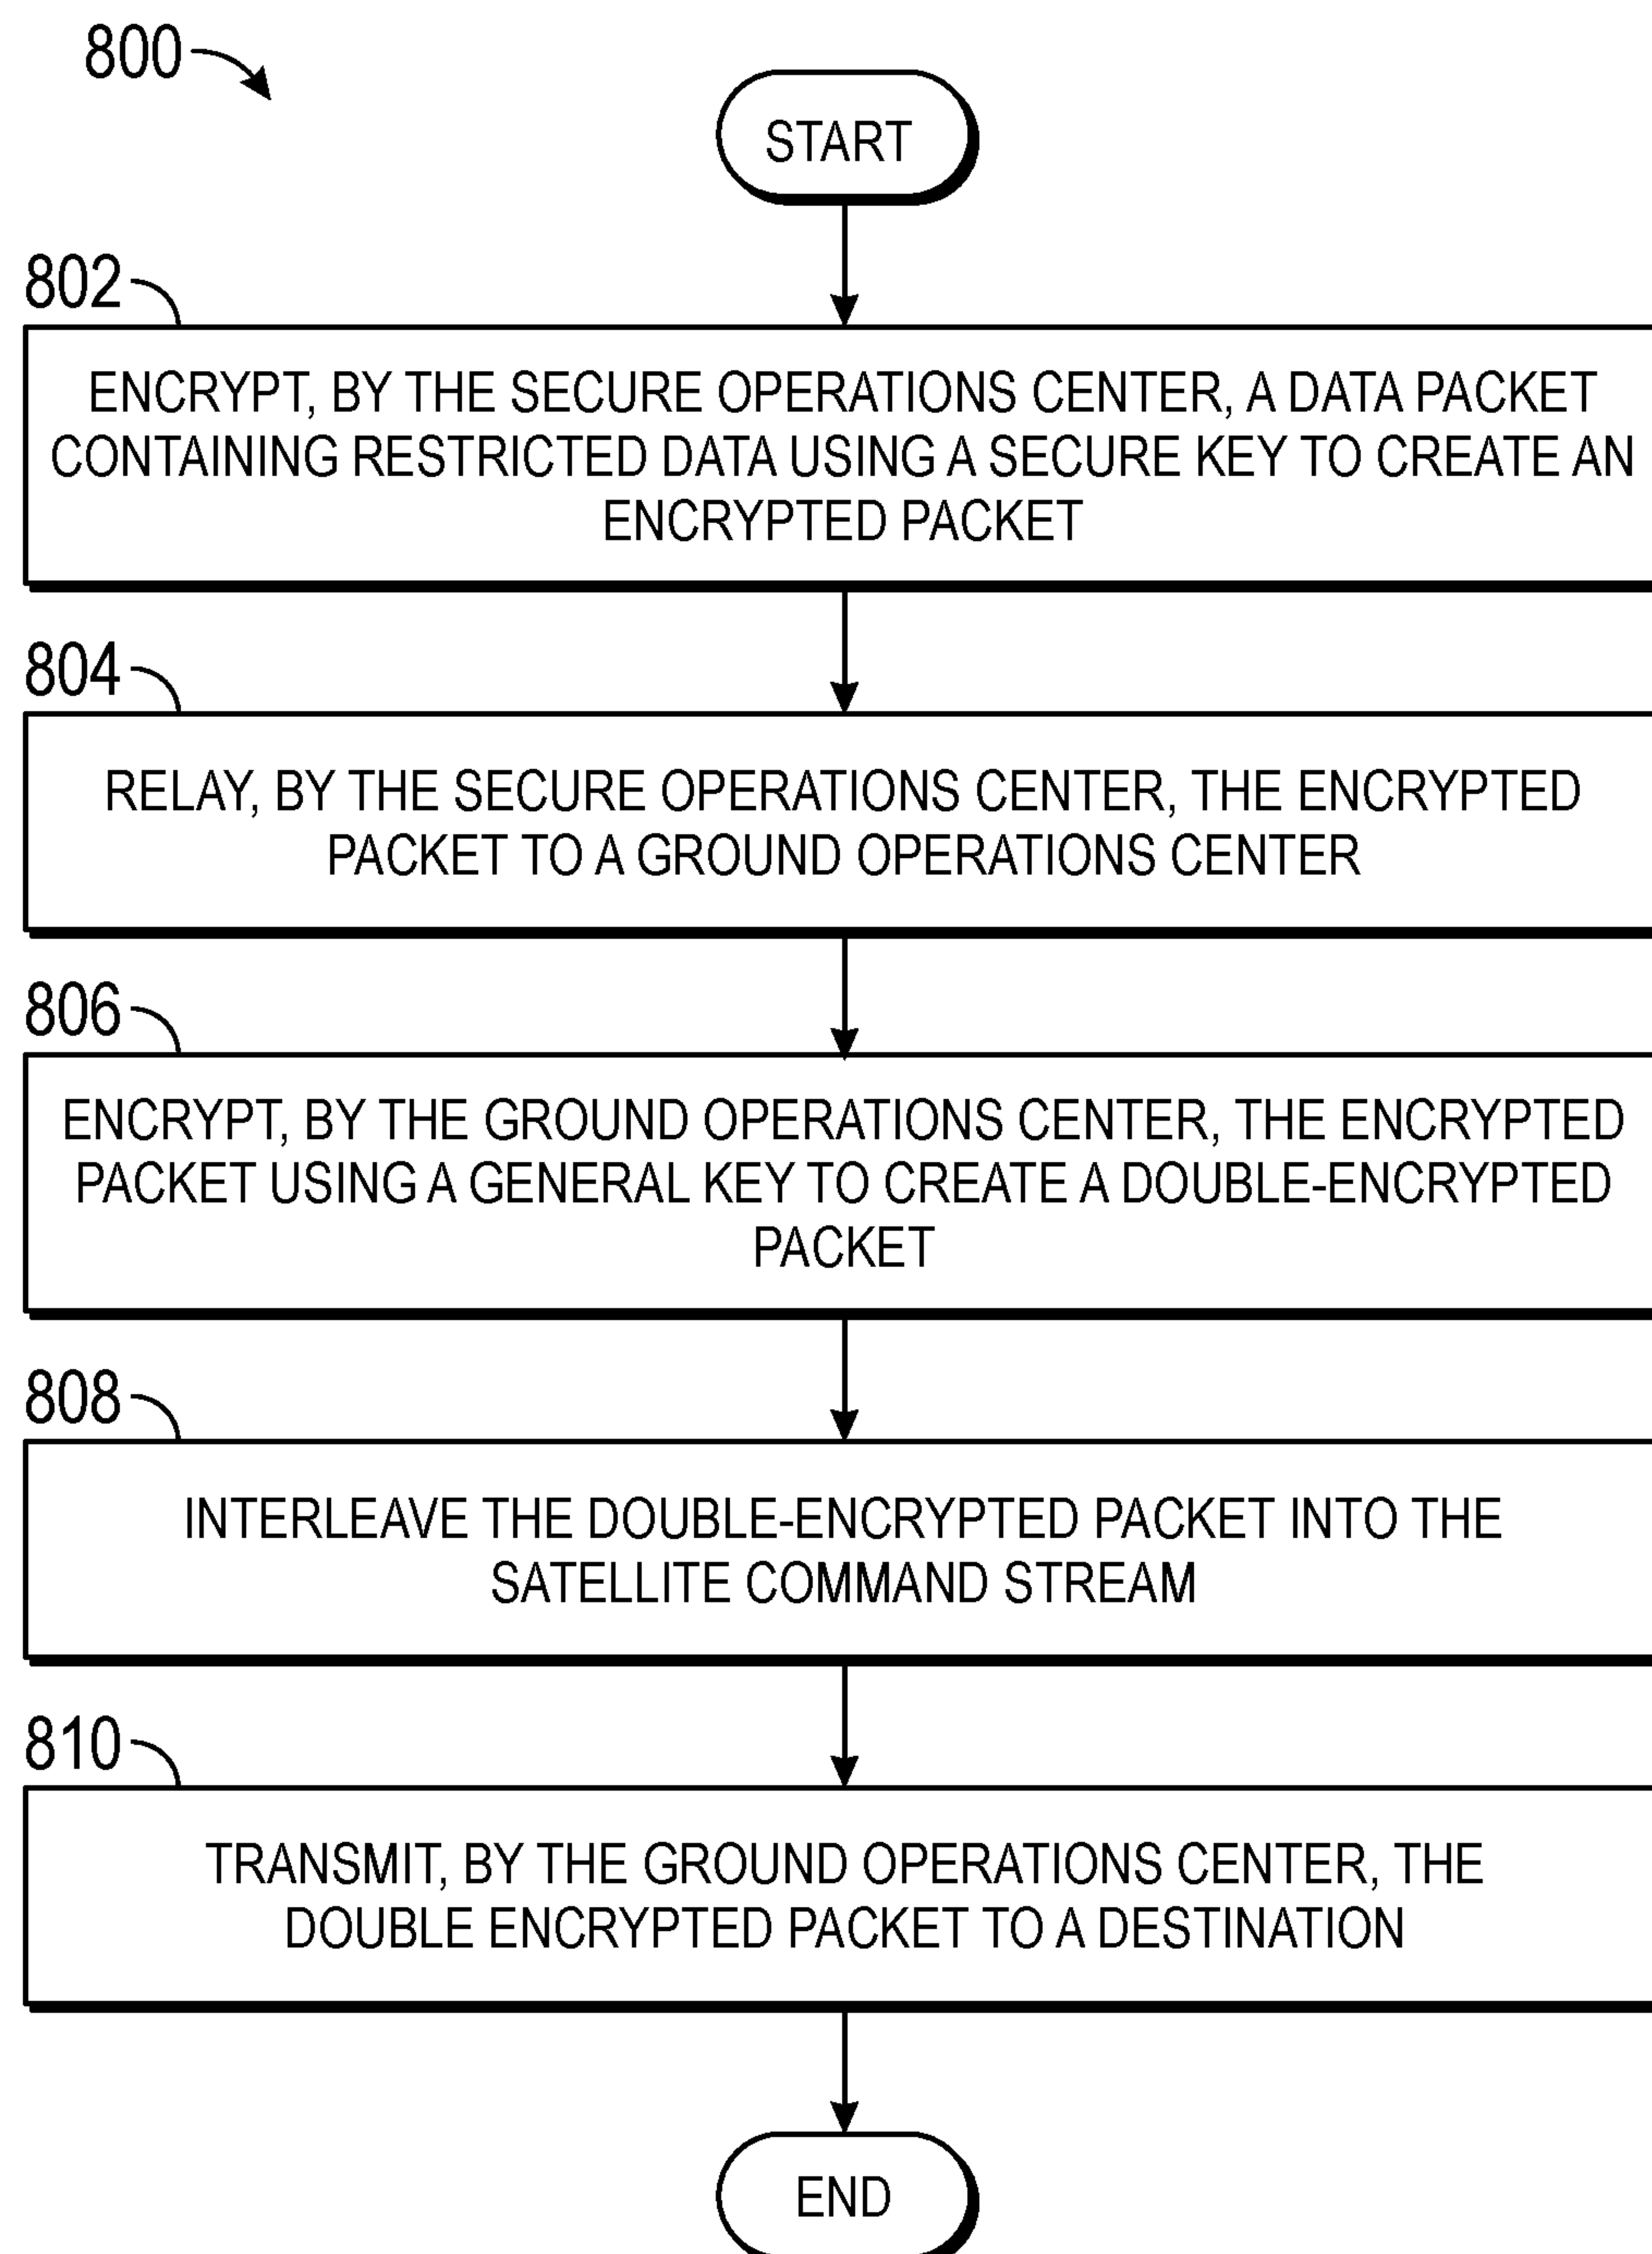 800
START
802
ENCRYPT, BY THE SECURE OPERATIONS CENTER, A DATA PACKET
CONTAINING RESTRICTED DATA USING A SECURE KEY TO CREATE AN
ENCRYPTED PACKET
804
RELAY, BY THE SECURE OPERATIONS CENTER, THE ENCRYPTED
PACKET TO A GROUND OPERATIONS CENTER
806
ENCRYPT, BY THE GROUND OPERATIONS CENTER, THE ENCRYPTED
PACKET USING A GENERAL KEY TO CREATE A DOUBLE-ENCRYPTED
PACKET
808
INTERLEAVE THE DOUBLE-ENCRYPTED PACKET INTO THE
SATELLITE COMMAND STREAM
810
TRANSMIT, BY THE GROUND OPERATIONS CENTER, THE
DOUBLE ENCRYPTED PACKET TO A DESTINATION
END